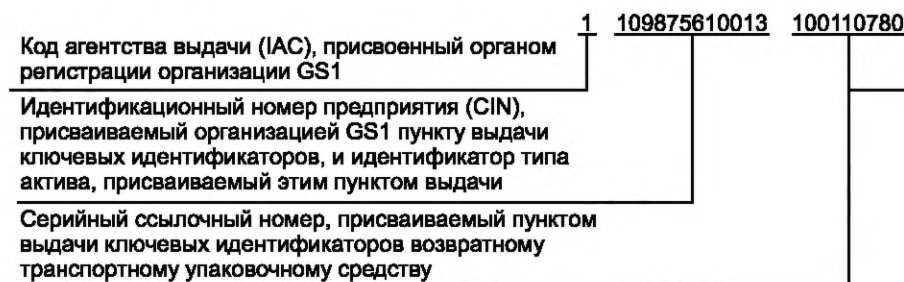 1 109875610013 100110780
Код агентства выдачи (IAC), присвоенный органом
регистрации организации GS1
Идентификационный номер предприятия (CIN),
присваиваемый организацией GS1 пункту выдачи
ключевых идентификаторов, и идентификатор типа
актива, присваиваемый этим пунктом выдачи
Серийный ссылочный номер, присваиваемый пунктом
выдачи ключевых идентификаторов возвратному
транспортному упаковочному средству